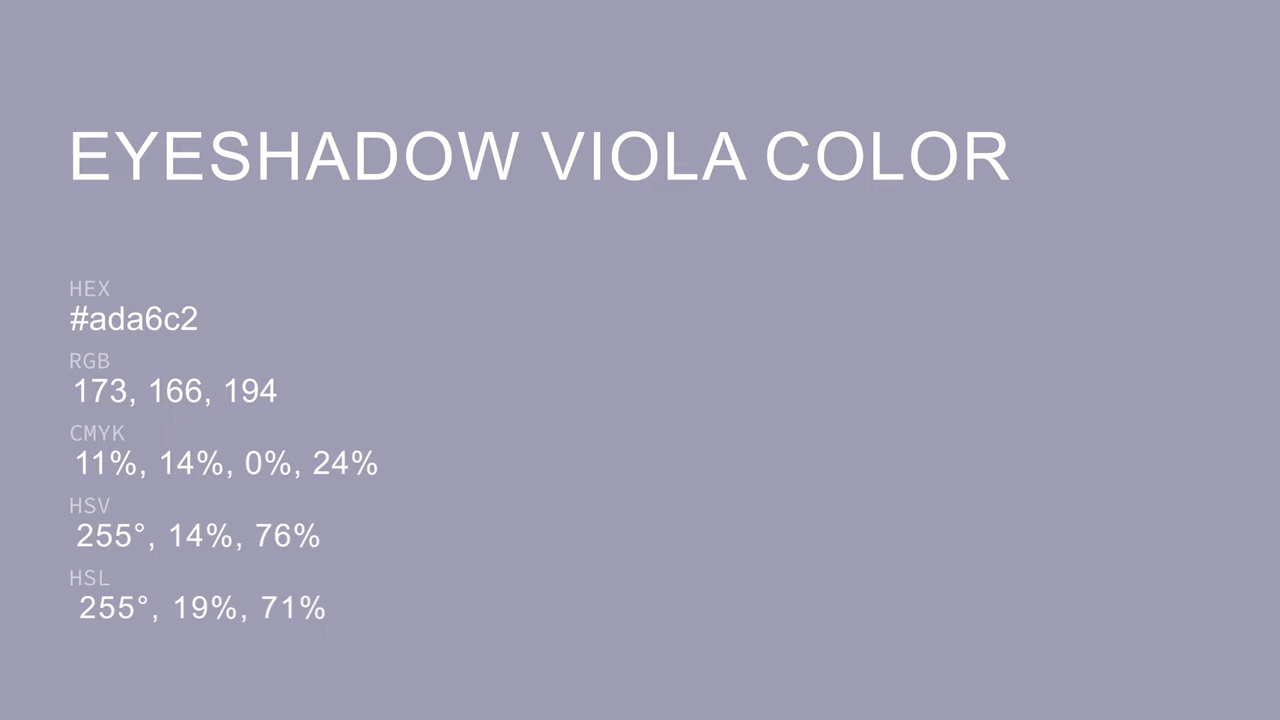 EYESHADOW VIOLA COLOR
HEX
#ada6c2
RGB
173, 166, 194
CMYK
11%, 14%, 0%, 24%
HSV
255°, 14%, 76%
HSL
255°, 19%, 71%